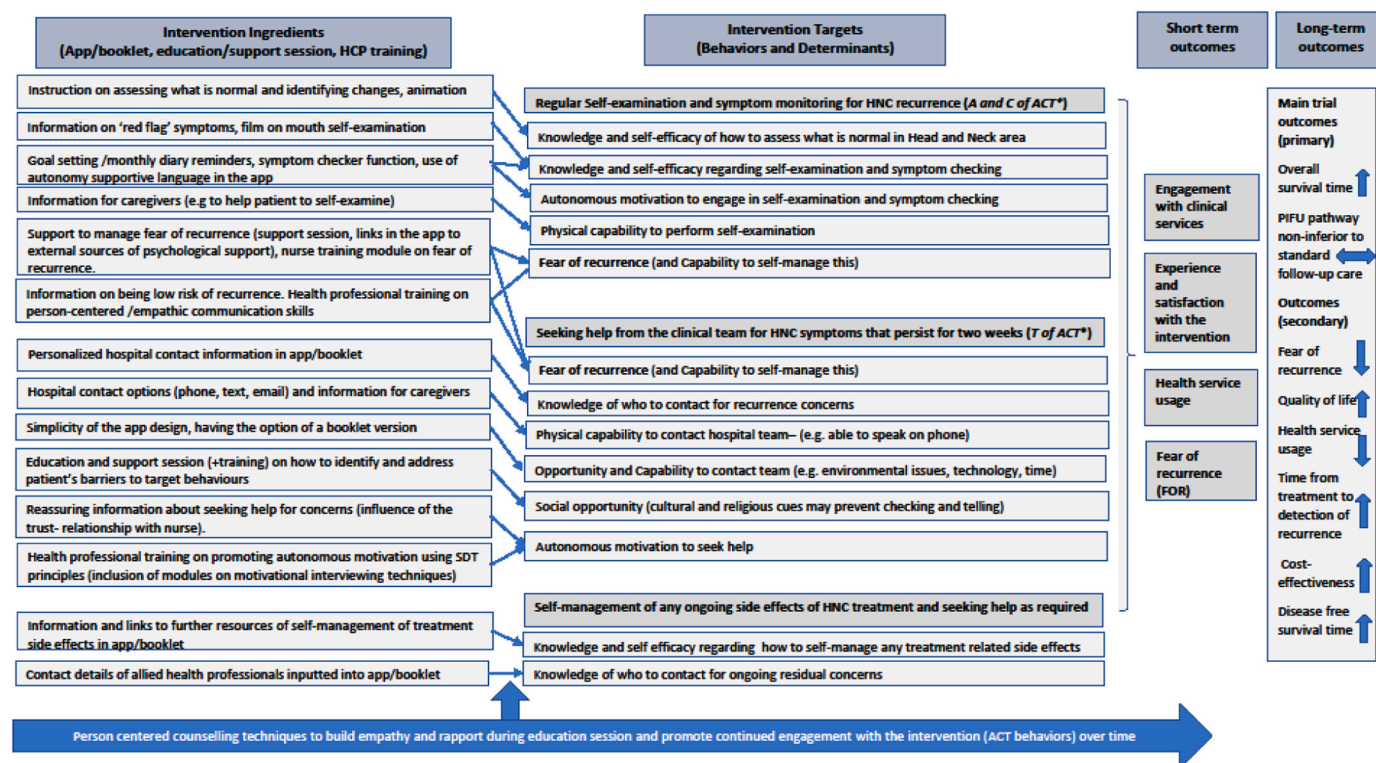 Intervention Ingredients
(App/booklet, education/support session, HCP training)
Instruction on assessing what is normal and identifying changes, animation
Information on ‘red flag’ symptoms, film on mouth self-examination
Goal setting /monthly diary reminders, symptom checker function, use of
autonomy supportive language in the app
Information for caregivers (e.g to help patient to self-examine)
Support to manage fear of recurrence (support session, links in the app to
external sources of psychological support), nurse training module on fear of
recurrence.
Information on being low risk of recurrence. Health professional training on
person-centered /empathic communication skills
Personalized hospital contact information in app/booklet
Hospital contact options (phone, text, email) and information for caregivers
Simplicity of the app design, having the option of a booklet version
Education and support session (+training) on how to identify and address
patient’s barriers to target behaviours
Reassuring information about seeking help for concerns (influence of the
trust- relationship with nurse).
Health professional training on promoting autonomous motivation using SDT
principles (inclusion of modules on motivational interviewing techniques)
Information and links to further resources of self-management of treatment
side effects in app/booklet
Contact details of allied health professionals inputted into app/booklet
Intervention Targets
(Behaviors and Determinants)
Regular Self-examination and symptom monitoring for HNC recurrence (A and C of ACT*)
Knowledge and self-efficacy of how to assess what is normal in Head and Neck area
Knowledge and self-efficacy regarding self-examination and symptom checking
Autonomous motivation to engage in self-examination and symptom checking
Physical capability to perform self-examination
Fear of recurrence (and Capability to self-manage this)
Seeking help from the clinical team for HNC symptoms that persist for two weeks (T of ACT*)
Fear of recurrence (and Capability to self-manage this)
Knowledge of who to contact for recurrence concerns
Physical capability to contact hospital team– (e.g. able to speak on phone)
Opportunity and Capability to contact team (e.g. environmental issues, technology, time)
Social opportunity (cultural and religious cues may prevent checking and telling)
Autonomous motivation to seek help
Self-management of any ongoing side effects of HNC treatment and seeking help as required
Knowledge and self efficacy regarding how to self-manage any treatment related side effects
Knowledge of who to contact for ongoing residual concerns
Short term
outcomes
Engagement
with clinical
services
Experience
and
satisfaction
with the
intervention
Health service
usage
Fear of
recurrence
(FOR)
Long-term
outcomes
Main trial
outcomes
(primary)
Overall
survival time
PIFU pathway
non-inferior to
standard
follow-up care
Outcomes
(secondary)
Fear of
recurrence
Quality of life
Health service
usage
Time from
treatment to
detection of
recurrence
Cost-
effectiveness
Disease free
survival time
Person centered counselling techniques to build empathy and rapport during education session and promote continued engagement with the intervention (ACT behaviors) over time